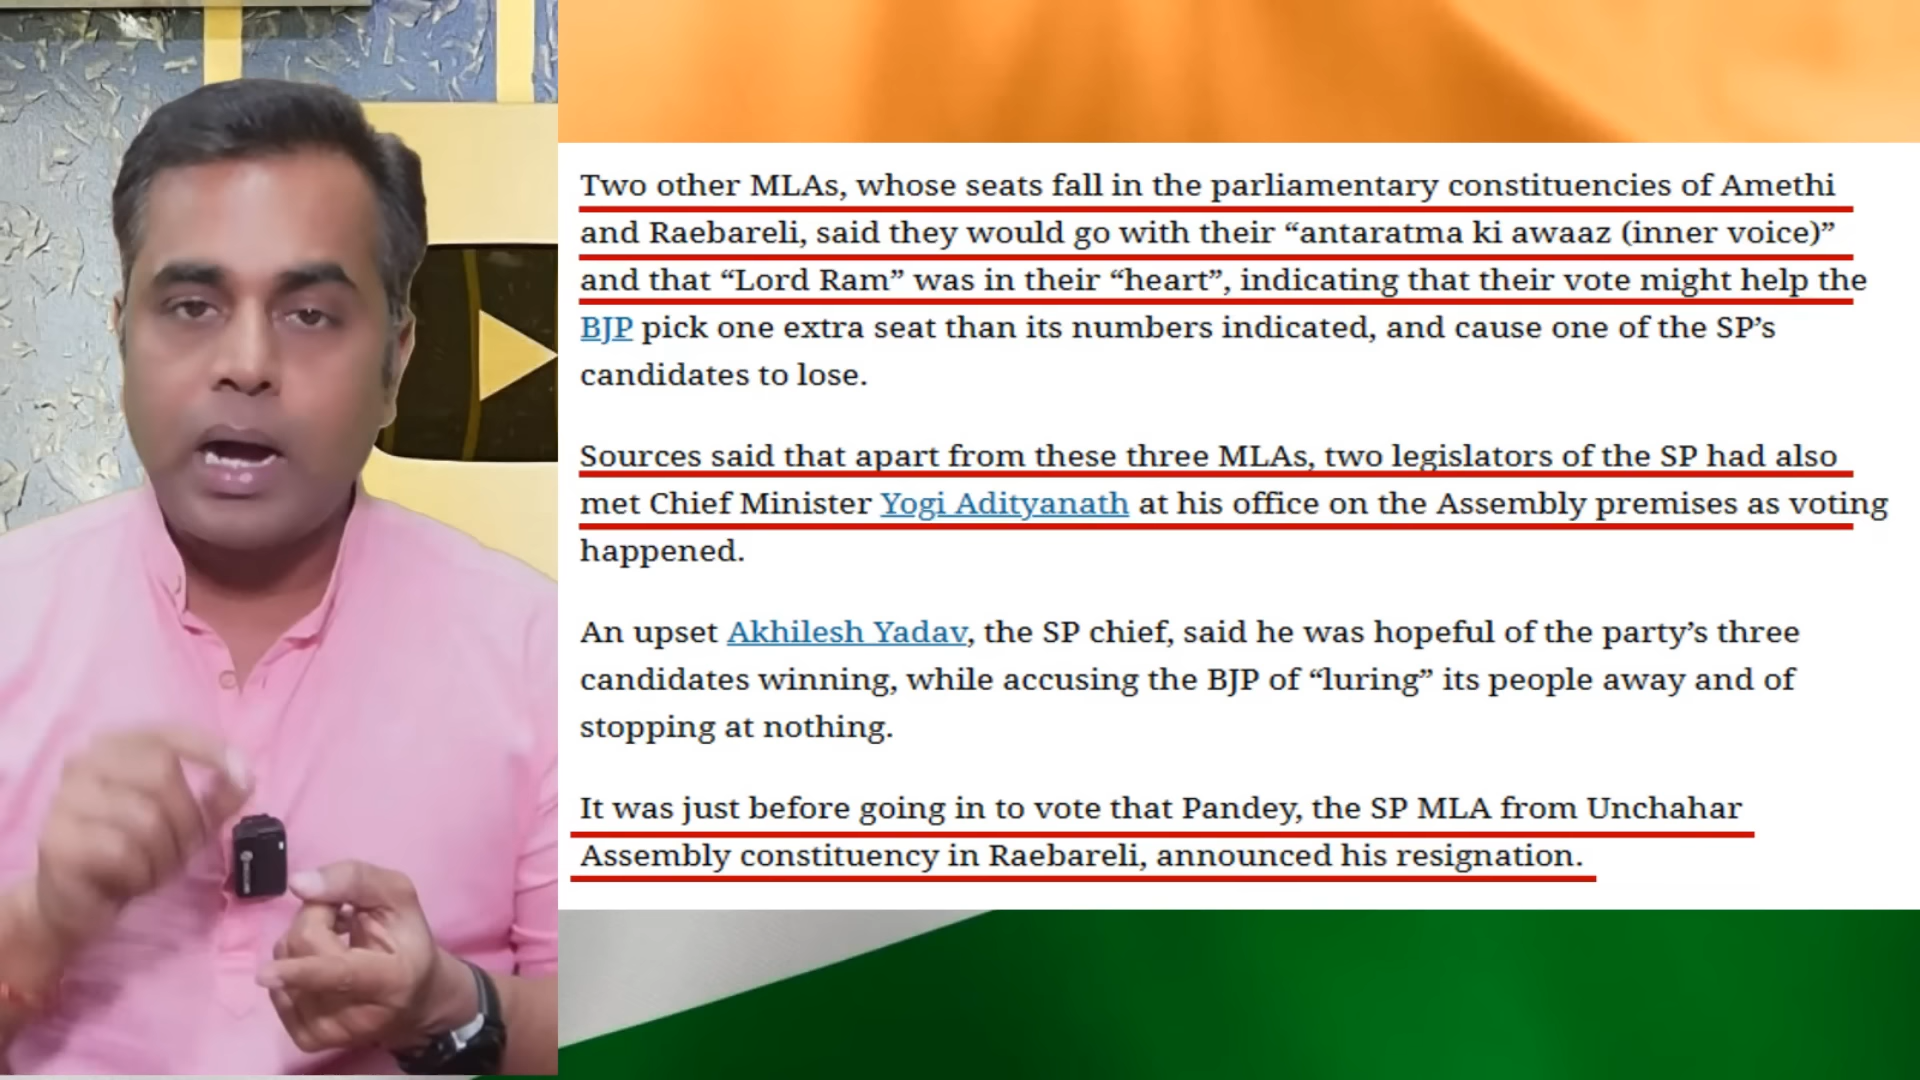 Two other MLAs, whose seats fall in the parliamentary constituencies of Amethi
and Raebareli, said they would go with their “antaratma ki awaaz (inner voice)”
and that “Lord Ram” was in their “heart”, indicating that their vote might help the
BJP pick one extra seat than its numbers indicated, and cause one of the SP’s
candidates to lose.
Sources said that apart from these three MLAs, two legislators of the SP had also
met Chief Minister Yogi Adityanath at his office on the Assembly premises as voting
happened.
An upset Akhilesh Yadav, the SP chief, said he was hopeful of the party’s three
candidates winning, while accusing the BJP of “luring” its people away and of
stopping at nothing.
It was just before going in to vote that Pandey, the SP MLA from Unchahar
Assembly constituency in Raebareli, announced his resignation.